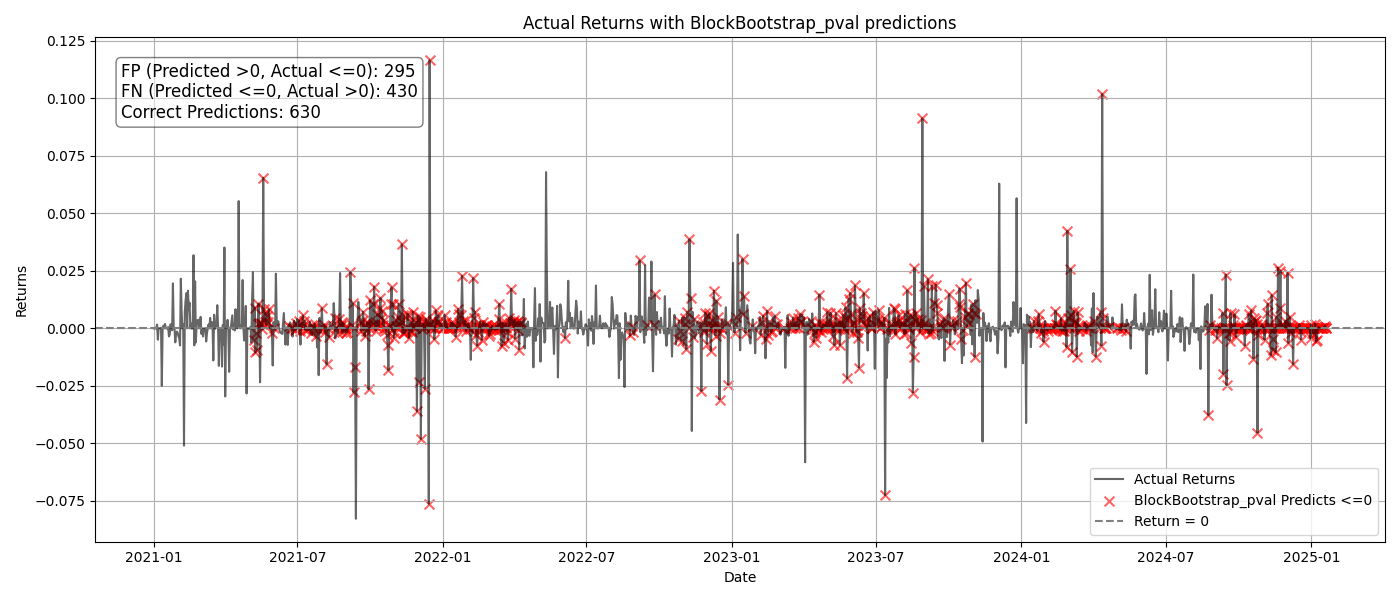 Actual Returns with BlockBootstrap_pval predictions
FP (Predicted >0, Actual <=0): 295
FN (Predicted <=0, Actual >0): 430
Correct Predictions: 630
Returns
0.125
0.100
0.075
0.050
0.025
0.000
−0.025
−0.050
−0.075
Actual Returns
BlockBootstrap_pval Predicts <=0
Return = 0
2021-01
2021-07
2022-01
2022-07
2023-01
2023-07
2024-01
2024-07
2025-01
Date